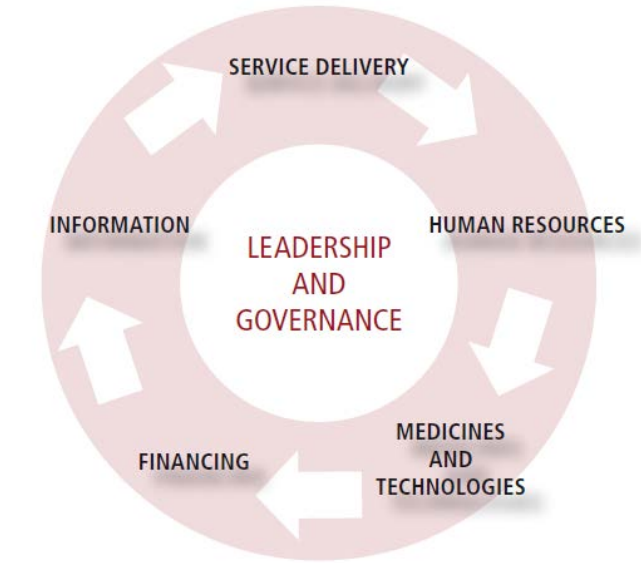 SERVICE DELIVERY
INFORMATION
HUMAN RESOURCES
LEADERSHIP
AND
GOVERNANCE
MEDICINES
AND
TECHNOLOGIES
FINANCING